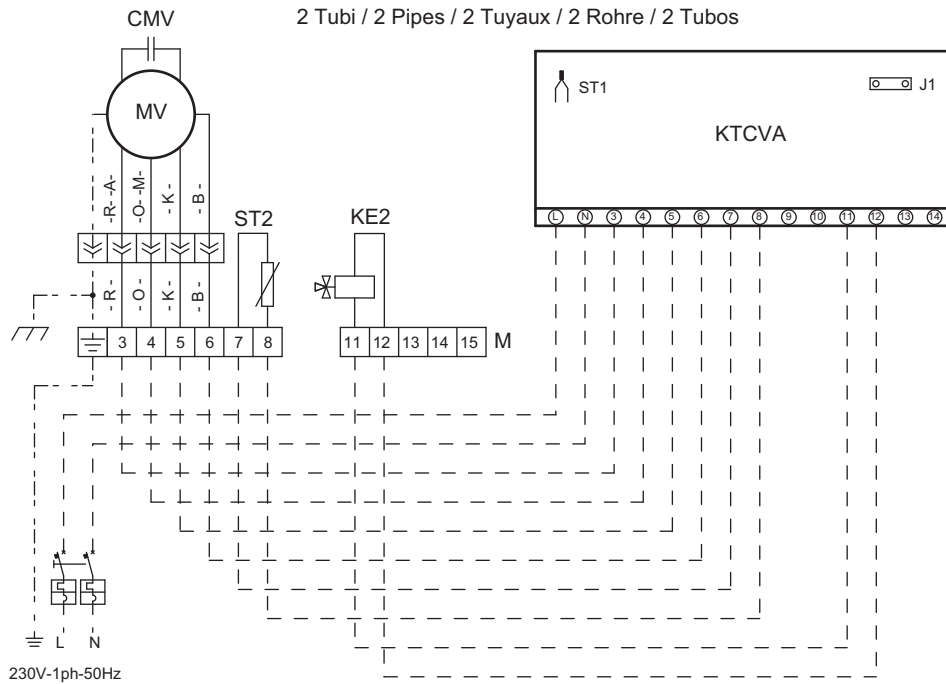 2 Tubi / 2 Pipes / 2 Tuyaux / 2 Rohre / 2 Tubos
CMV
MV
ST1
J1
KTCVA
L N 3 4 5 6 7 8 9 10 11 12 13 14
-R- -A-
-O- -M-
-K-
-B-
ST2
KE2
-R-
-O-
-K-
-B-
3 4 5 6 7 8
11 12 13 14 15 M
L N
230V-1ph-50Hz